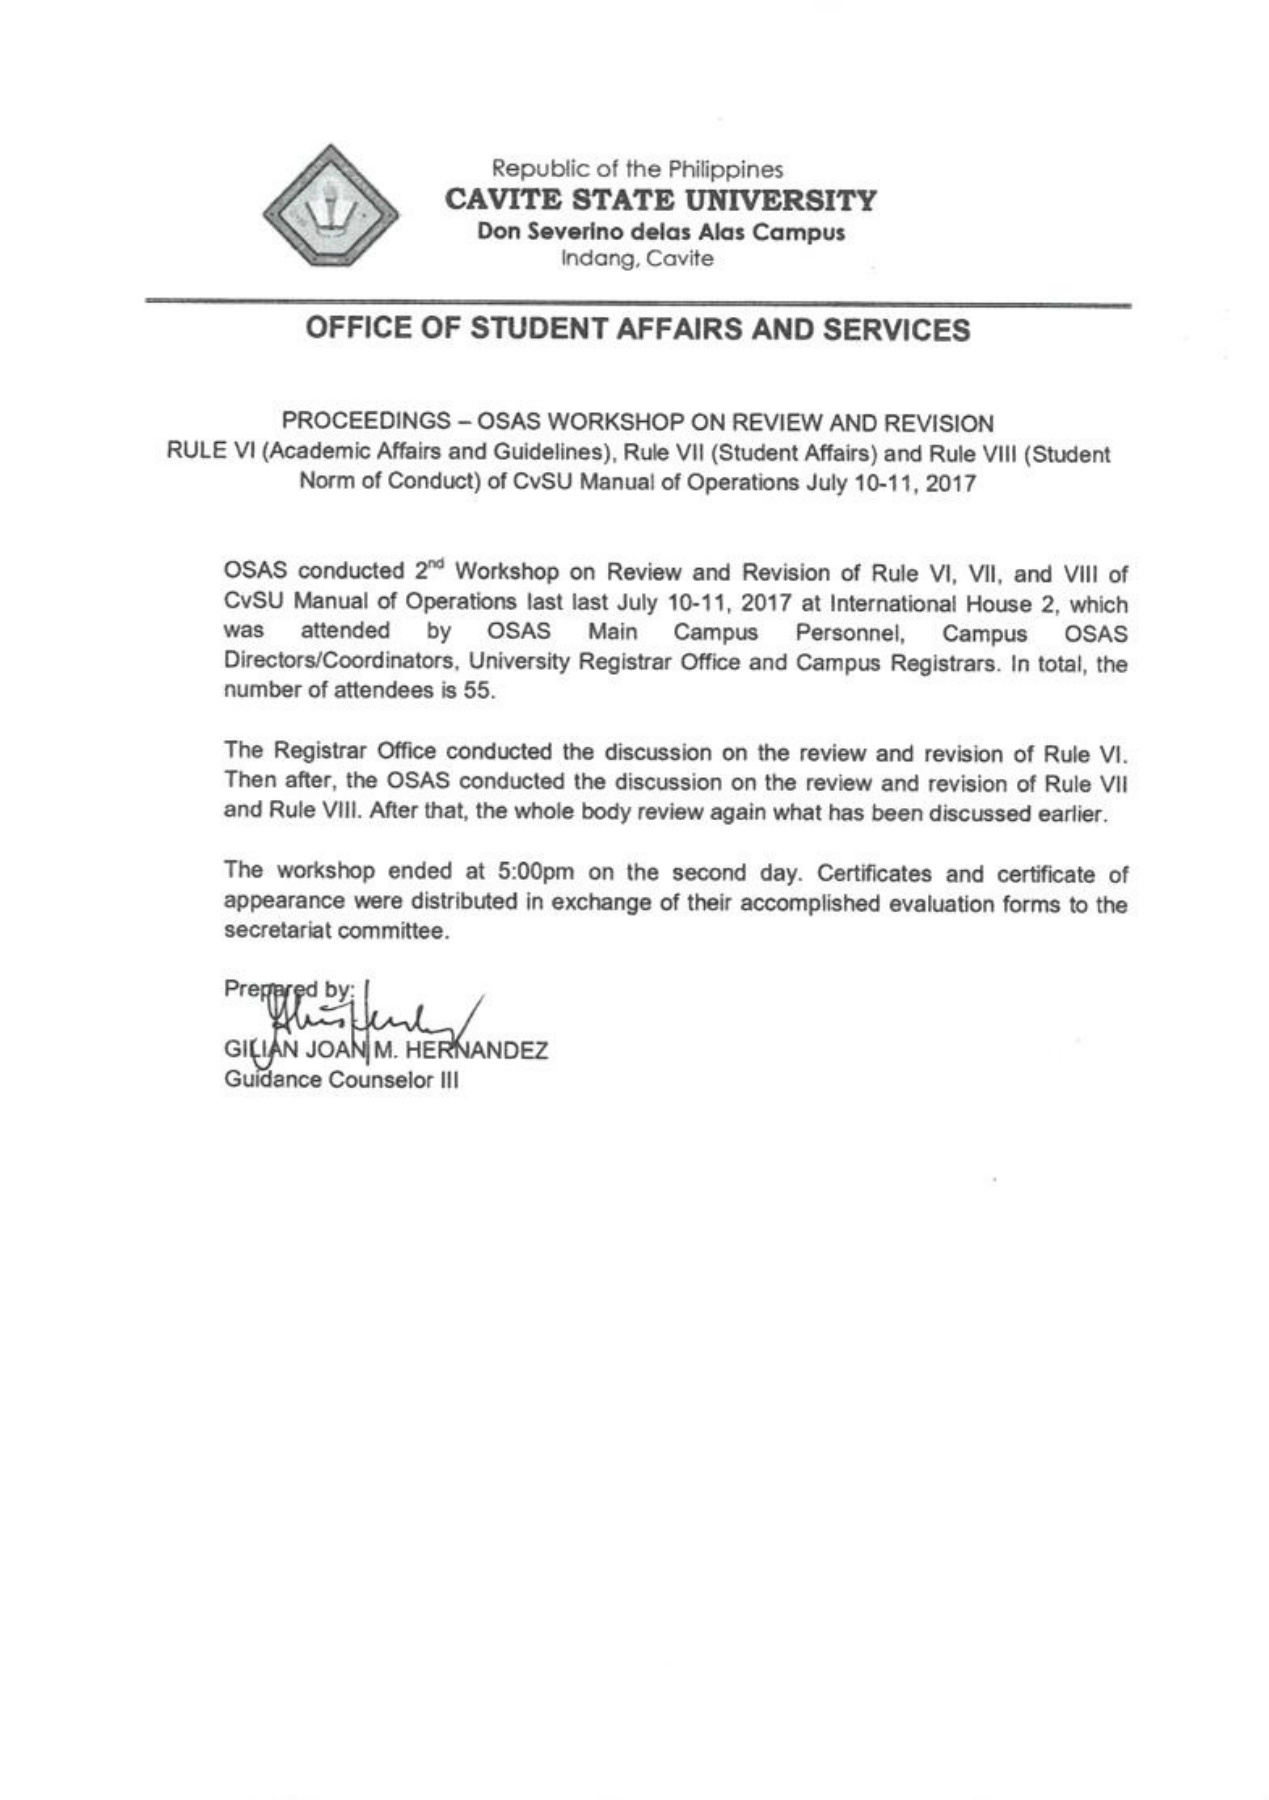 Republic of the Philippines
CAVITE STATE UNIVERSITY
Don Severino delas Alas Campus
Indang, Cavite
OFFICE OF STUDENT AFFAIRS AND SERVICES
PROCEEDINGS – OSAS WORKSHOP ON REVIEW AND REVISION
RULE VI (Academic Affairs and Guidelines), Rule VII (Student Affairs) and Rule VIII (Student
Norm of Conduct) of CvSU Manual of Operations July 10-11, 2017
OSAS conducted 2nd Workshop on Review and Revision of Rule VI, VII, and VIII of
CvSU Manual of Operations last last July 10-11, 2017 at International House 2, which
was attended by OSAS Main Campus Personnel, Campus OSAS
Directors/Coordinators, University Registrar Office and Campus Registrars. In total, the
number of attendees is 55.
The Registrar Office conducted the discussion on the review and revision of Rule VI.
Then after, the OSAS conducted the discussion on the review and revision of Rule VII
and Rule VIII. After that, the whole body review again what has been discussed earlier.
The workshop ended at 5:00pm on the second day. Certificates and certificate of
appearance were distributed in exchange of their accomplished evaluation forms to the
secretariat committee.
Prepared by:
GILIAN JOAN M. HERNANDEZ
Guidance Counselor III